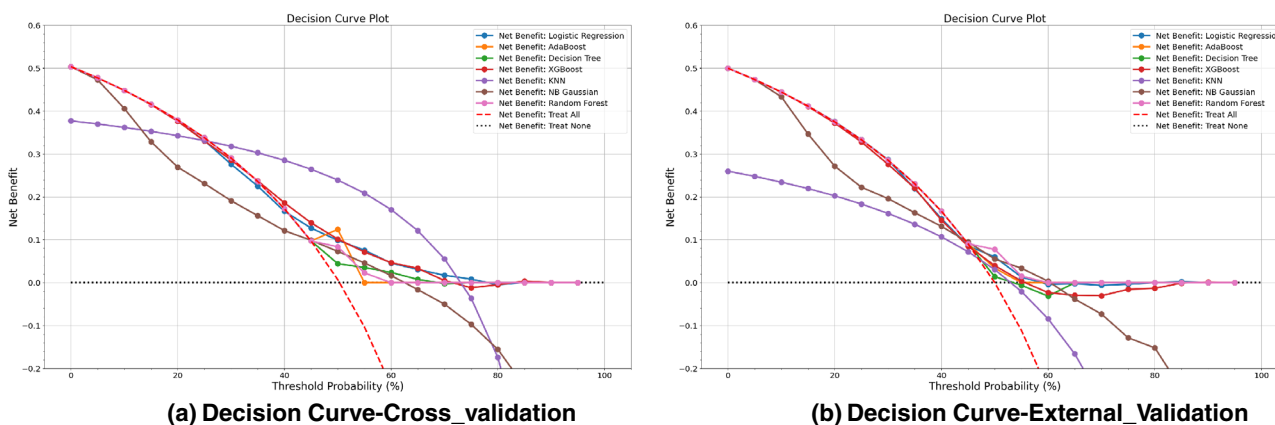 Decision Curve Plot
0.6
0.5
0.4
0.3
0.2
0.1
0.0
−0.1
−0.2
Net Benefit
Net Benefit: Logistic Regression
Net Benefit: AdaBoost
Net Benefit: Decision Tree
Net Benefit: XGBoost
Net Benefit: KNN
Net Benefit: NB Gaussian
Net Benefit: Random Forest
Net Benefit: Treat All
Net Benefit: Treat None
0 20 40 60 80 100
Threshold Probability (%)
(a) Decision Curve-Cross_validation
Decision Curve Plot
0.6
0.5
0.4
0.3
0.2
0.1
0.0
−0.1
−0.2
Net Benefit
Net Benefit: Logistic Regression
Net Benefit: AdaBoost
Net Benefit: Decision Tree
Net Benefit: XGBoost
Net Benefit: KNN
Net Benefit: NB Gaussian
Net Benefit: Random Forest
Net Benefit: Treat All
Net Benefit: Treat None
0 20 40 60 80 100
Threshold Probability (%)
(b) Decision Curve-External_Validation